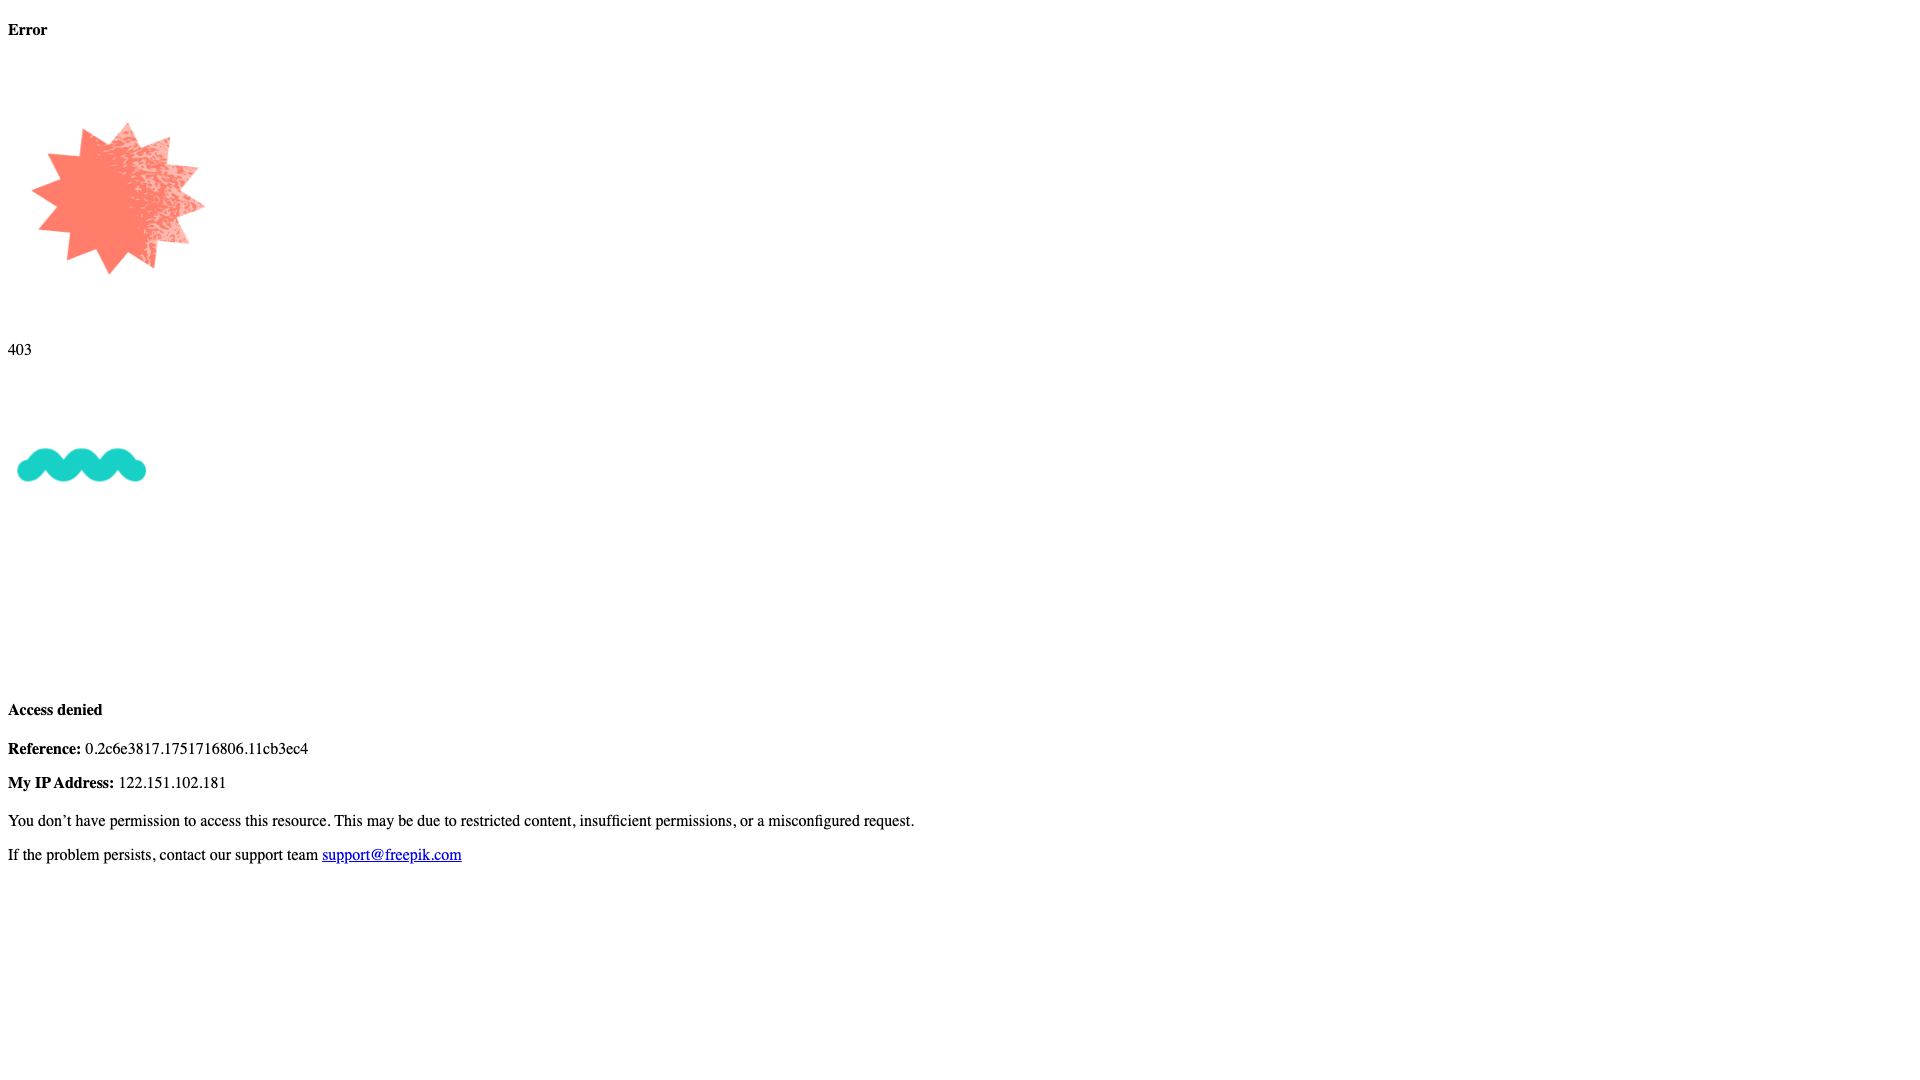 Error
403
Access denied
Reference: 0.2c6e3817.1751716806.11cb3ec4
My IP Address: 122.151.102.181
You don’t have permission to access this resource. This may be due to restricted content, insufficient permissions, or a misconfigured request.
If the problem persists, contact our support team support@freepik.com